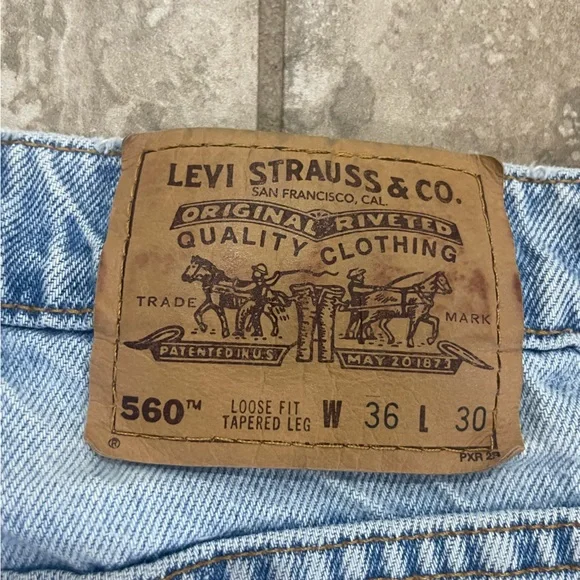 LEVI STRAUSS & CO.
SAN FRANCISCO, CAL.
ORIGINAL RIVETED
QUALITY CLOTHING
TRADE MARK
PATENTED IN U.S. MAY 20 1873
560™ LOOSE FIT W 36 L 30
TAPERED LEG
® PXR